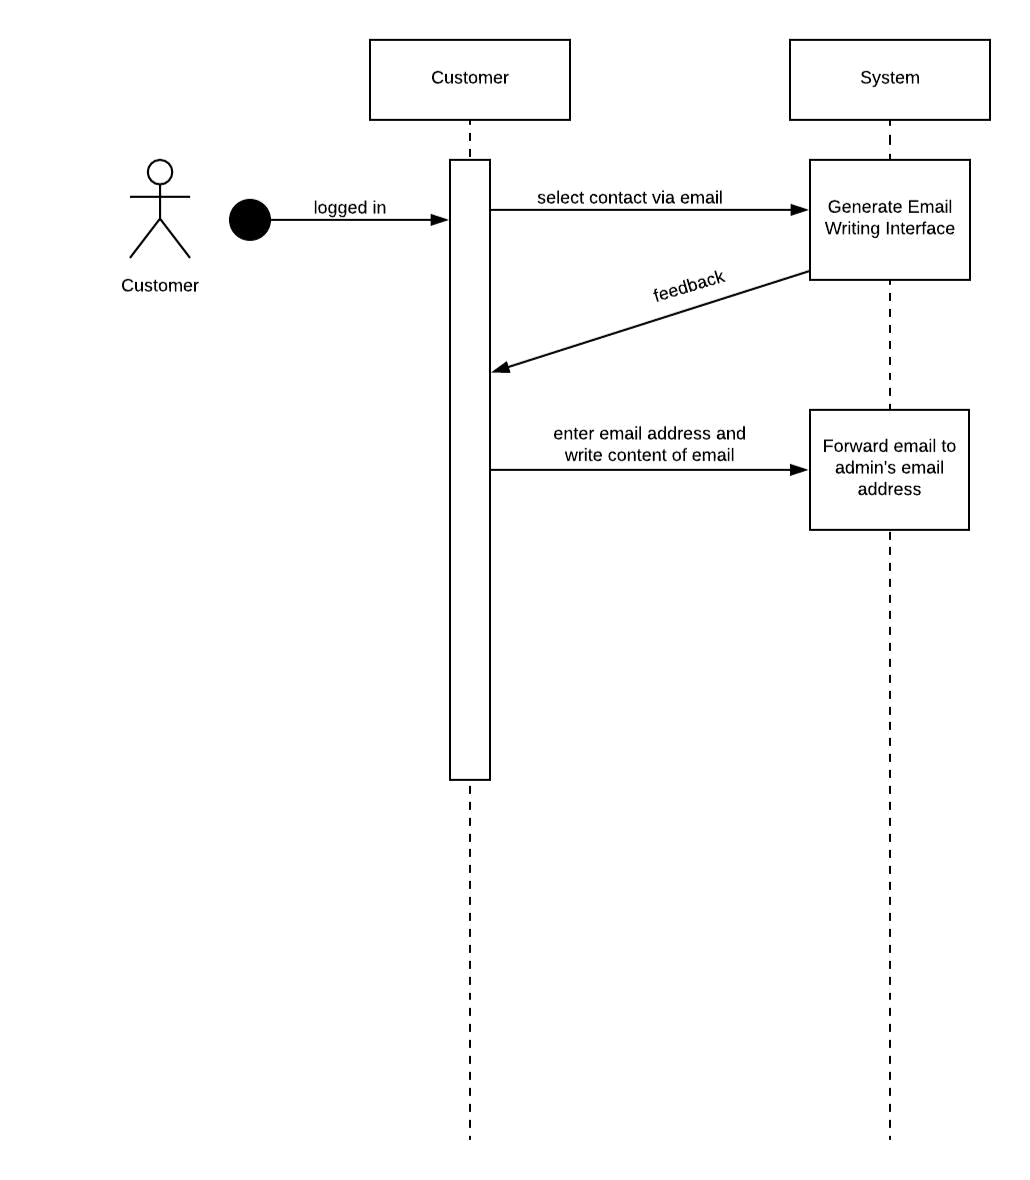 Customer
System
logged in
select contact via email
Generate Email
Writing Interface
Customer
feedback
enter email address and
write content of email
Forward email to
admin's email
address